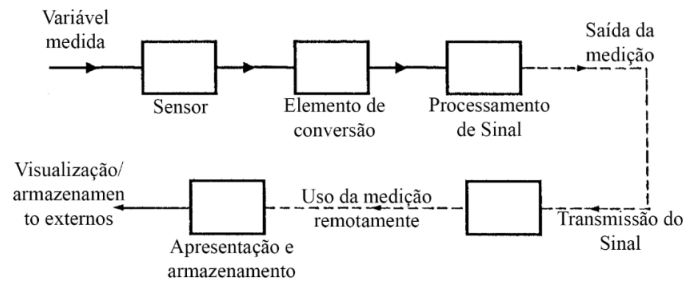 Variável
medida
Sensor
Elemento de
conversão
Processamento
de Sinal
Saída da
medição
Visualização/
armazenamen
to externos
Apresentação e
armazenamento
Uso da medição
remotamente
Transmissão do
Sinal